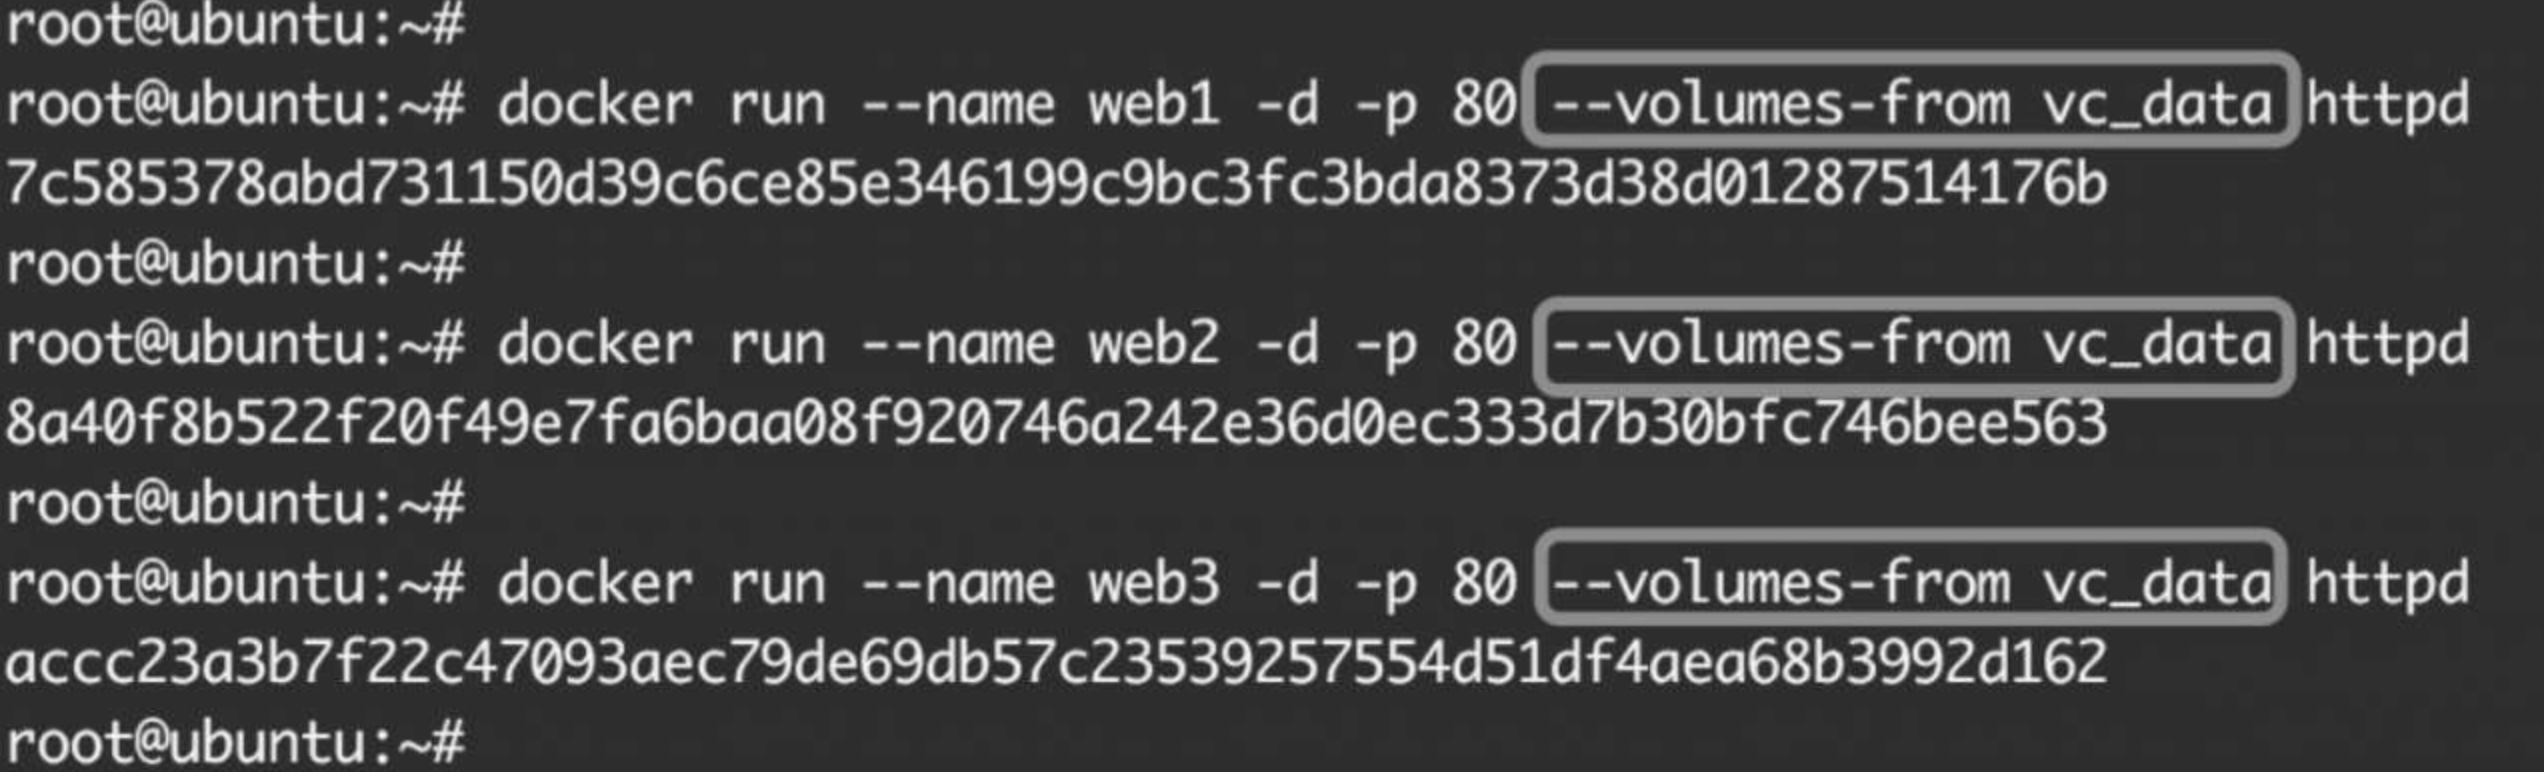 root@ubuntu:~#
root@ubuntu:~# docker run --name web1 -d -p 80 --volumes-from vc_data httpd
7c585378abd731150d39c6ce85e346199c9bc3fc3bda8373d38d01287514176b
root@ubuntu:~#
root@ubuntu:~# docker run --name web2 -d -p 80 --volumes-from vc_data httpd
8a40f8b522f20f49e7fa6baa08f920746a242e36d0ec333d7b30bfc746bee563
root@ubuntu:~#
root@ubuntu:~# docker run --name web3 -d -p 80 --volumes-from vc_data httpd
accc23a3b7f22c47093aec79de69db57c23539257554d51df4aea68b3992d162
root@ubuntu:~#